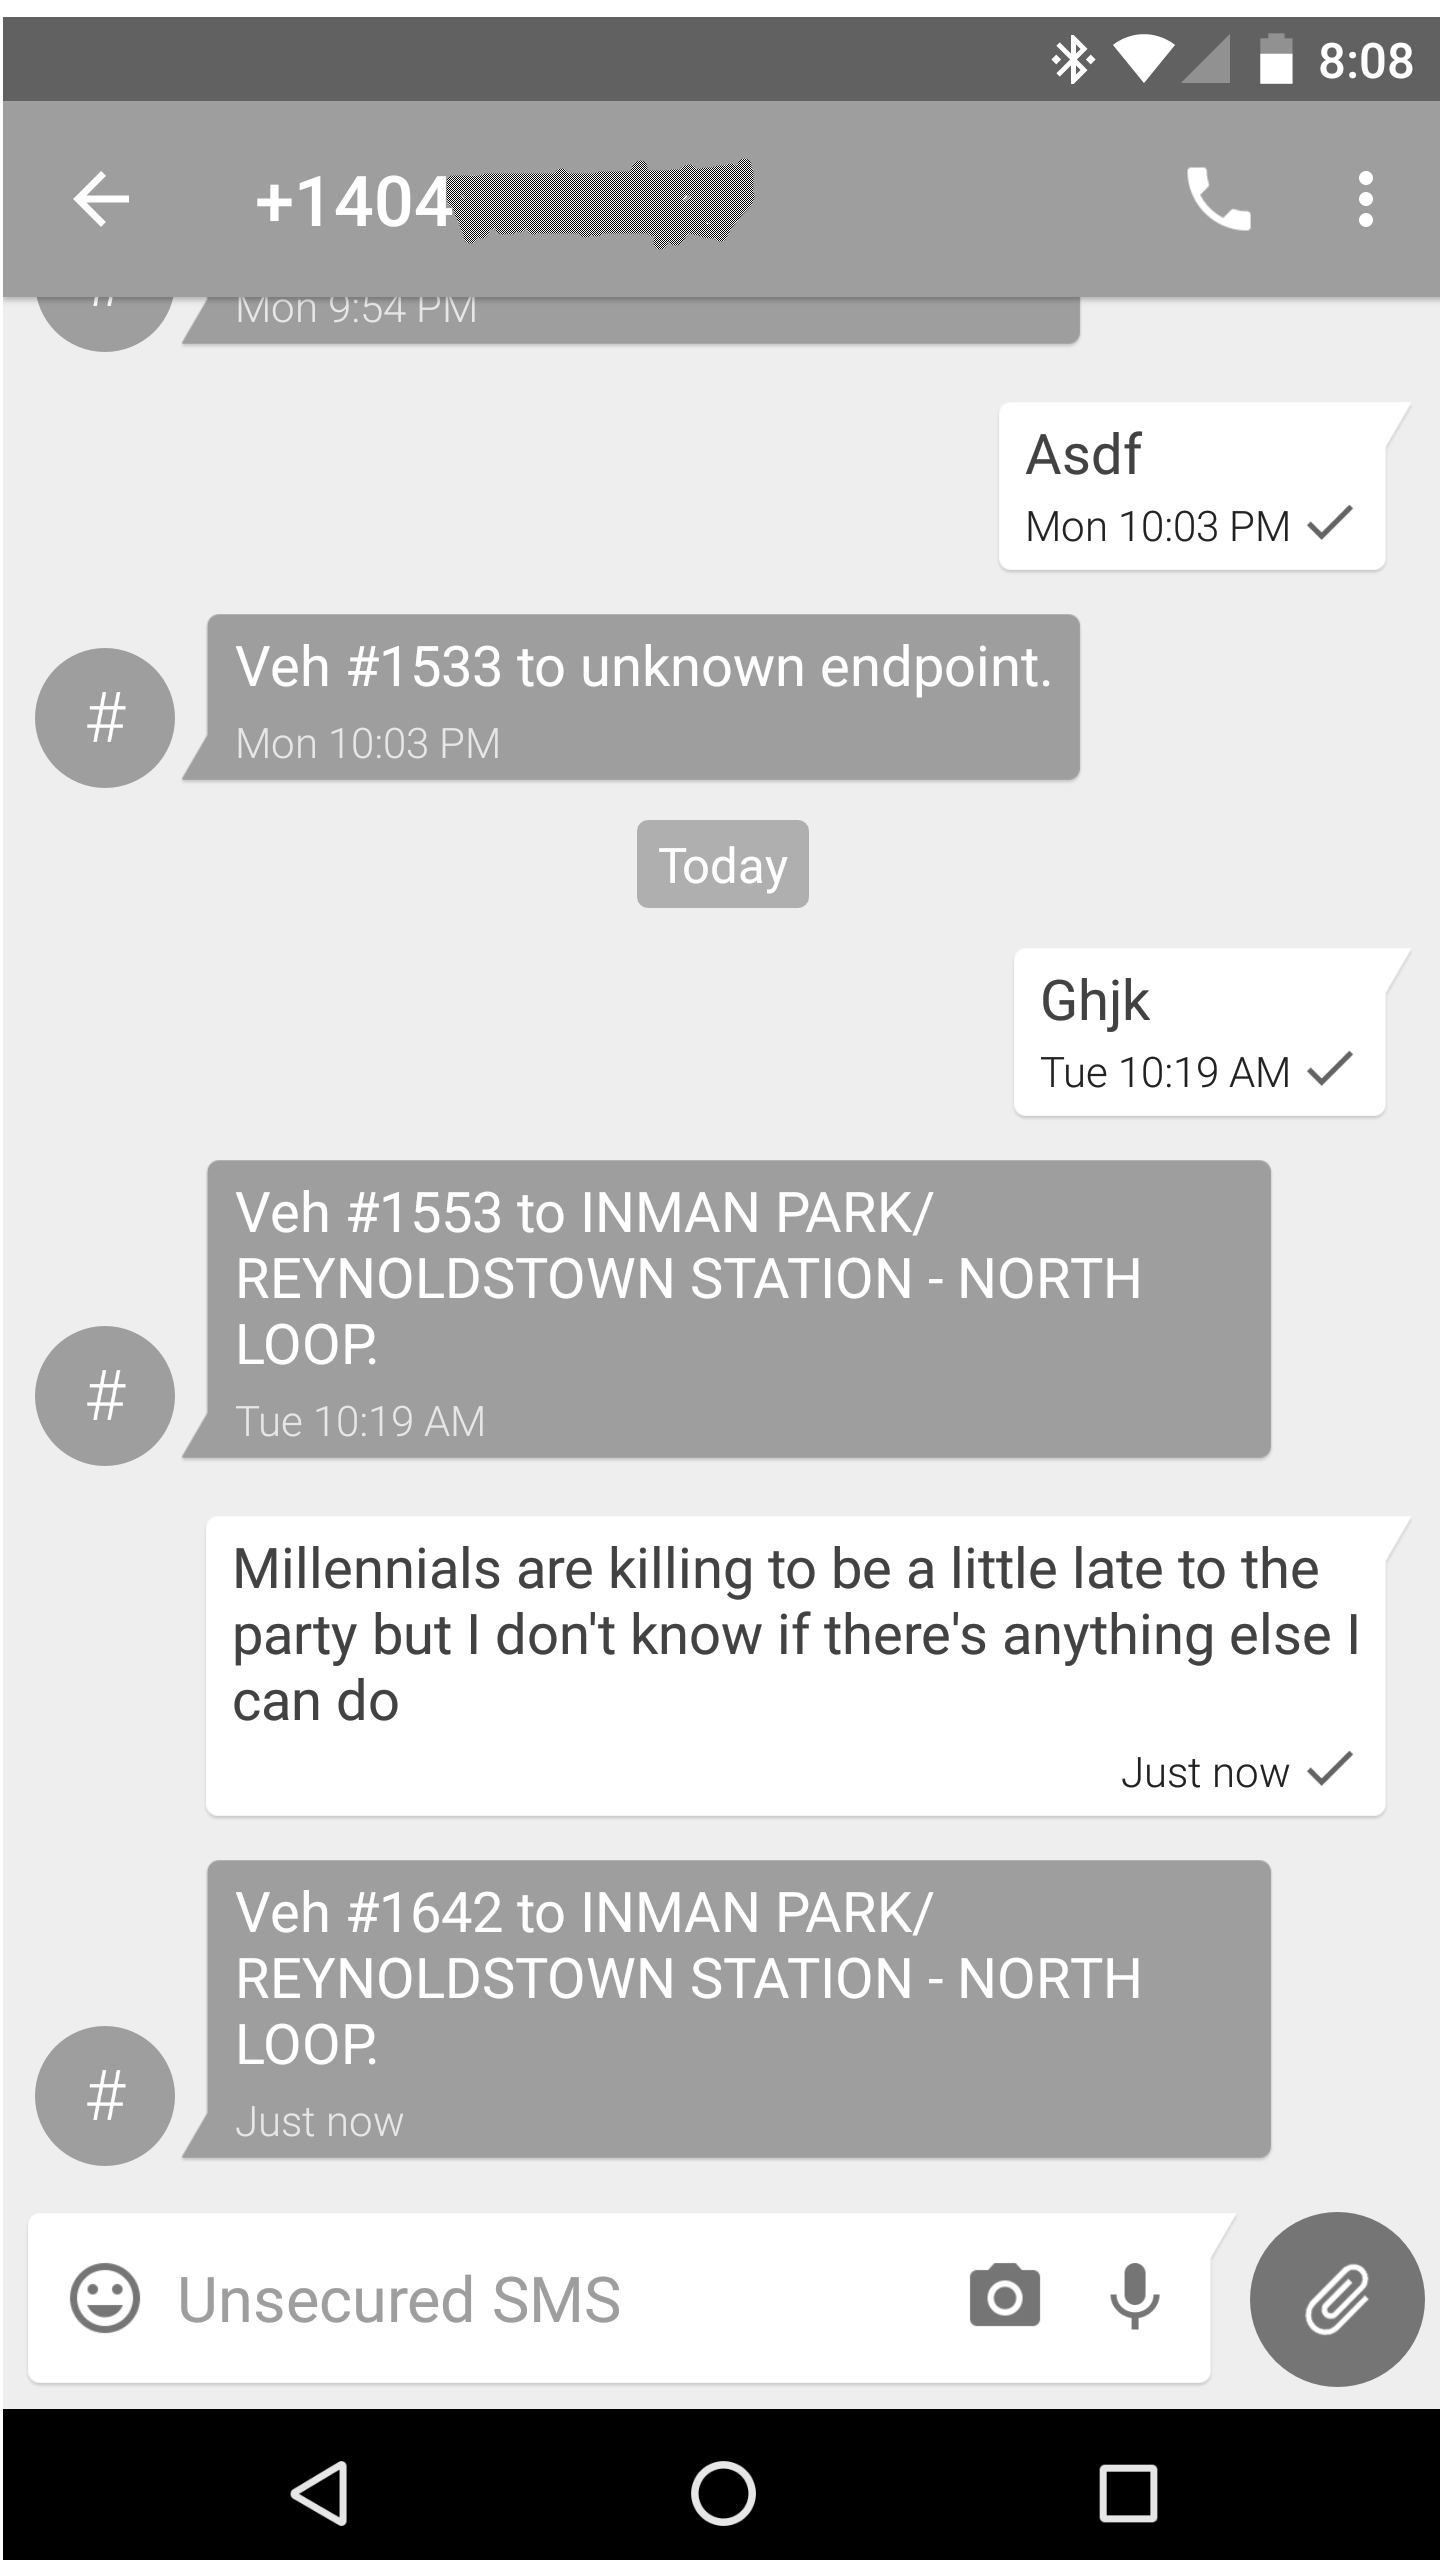 8:08
+1404
#
Mon 9:54 PM
Asdf
Mon 10:03 PM
Veh #1533 to unknown endpoint.
#
Mon 10:03 PM
Today
Ghjk
Tue 10:19 AM
Veh #1553 to INMAN PARK/
REYNOLDSTOWN STATION - NORTH
LOOP.
#
Tue 10:19 AM
Millennials are killing to be a little late to the
party but I don't know if there's anything else I
can do
Just now
Veh #1642 to INMAN PARK/
REYNOLDSTOWN STATION - NORTH
LOOP.
#
Just now
Unsecured SMS